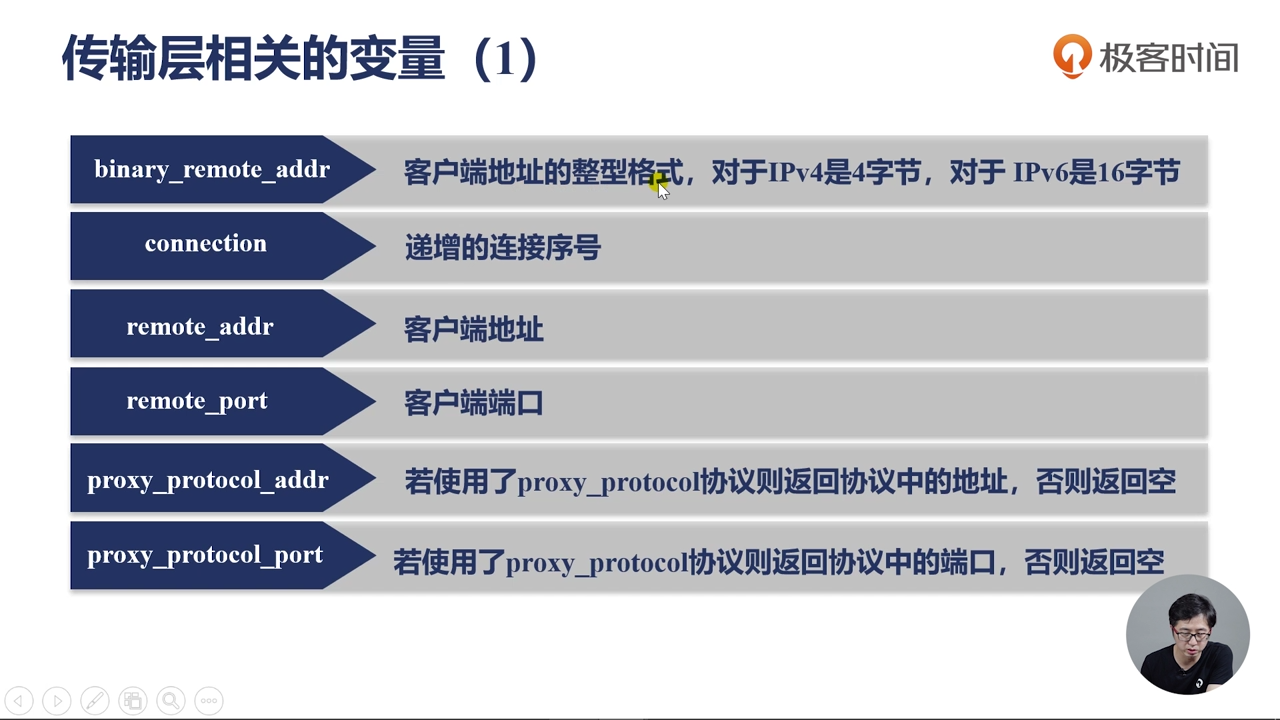 传输层相关的变量（1）
极客时间
binary_remote_addr
客户端地址的整型格式，对于IPv4是4字节，对于 IPv6是16字节
connection
递增的连接序号
remote_addr
客户端地址
remote_port
客户端端口
proxy_protocol_addr
若使用了proxy_protocol协议则返回协议中的地址，否则返回空
proxy_protocol_port
若使用了proxy_protocol协议则返回协议中的端口，否则返回空